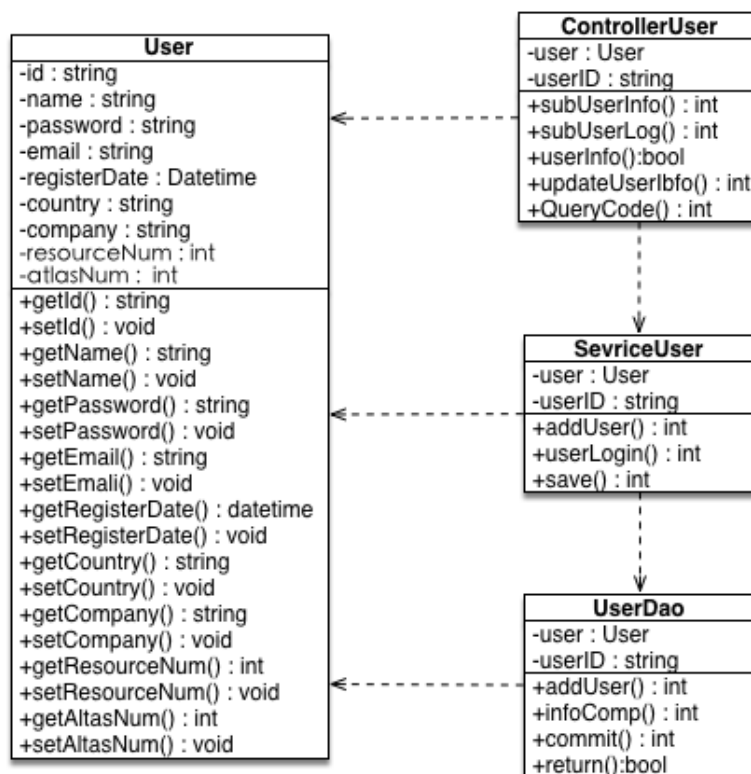 User
-id : string
-name : string
-password : string
-email : string
-registerDate : Datetime
-country : string
-company : string
-resourceNum : int
-atlasNum : int
+getId() : string
+setId() : void
+getName() : string
+setName() : void
+getPassword() : string
+setPassword() : void
+getEmail() : string
+setEmali() : void
+getRegisterDate() : datetime
+setRegisterDate() : void
+getCountry() : string
+setCountry() : void
+getCompany() : string
+setCompany() : void
+getResourceNum() : int
+setResourceNum() : void
+getAltasNum() : int
+setAltasNum() : void
ControllerUser
-user : User
-userID : string
+subUserInfo() : int
+subUserLog() : int
+userInfo():bool
+updateUserIbfo() : int
+QueryCode() : int
SevriceUser
-user : User
-userID : string
+addUser() : int
+userLogin() : int
+save() : int
UserDao
-user : User
-userID : string
+addUser() : int
+infoComp() : int
+commit() : int
+return():bool